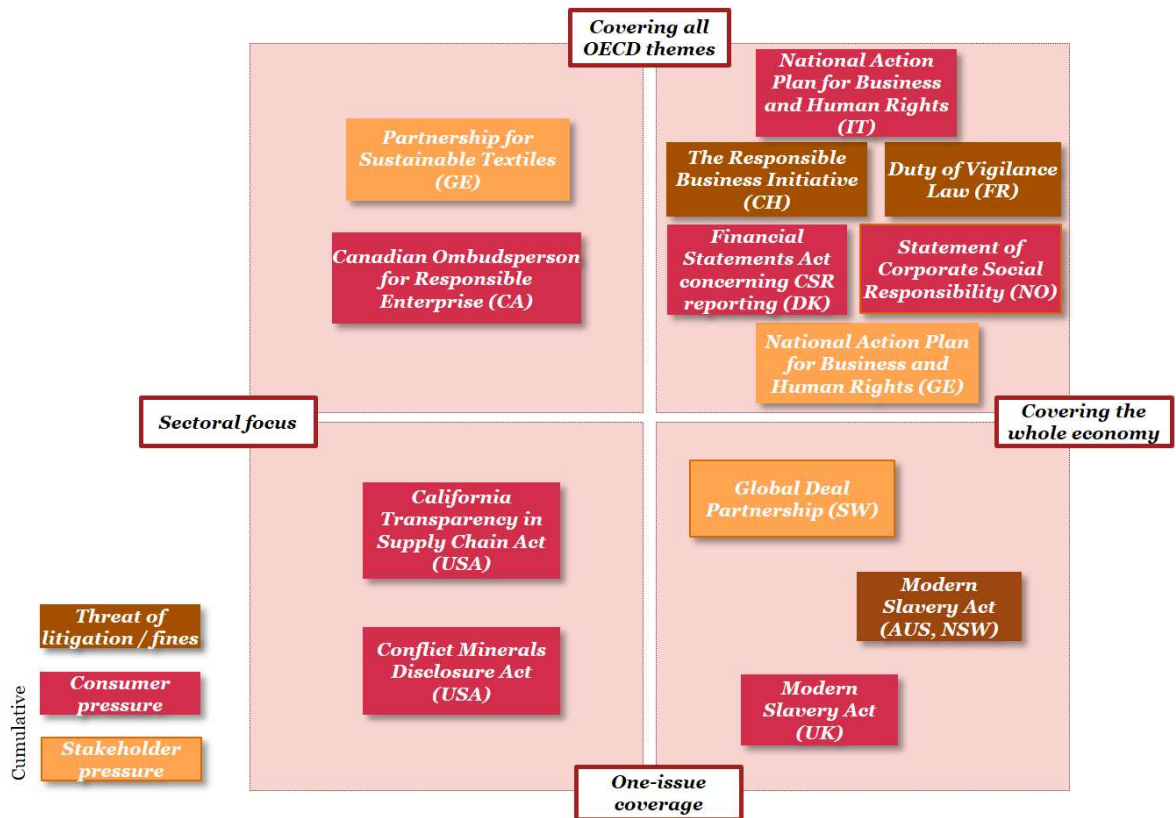 Covering all
OECD themes
National Action
Plan for Business
and Human Rights
(IT)
Partnership for
Sustainable Textiles
(GE)
The Responsible
Business Initiative
(CH)
Duty of Vigilance
Law (FR)
Canadian Ombudsperson
for Responsible
Enterprise (CA)
Financial
Statements Act
concerning CSR
reporting (DK)
Statement of
Corporate Social
Responsibility (NO)
National Action Plan
for Business and
Human Rights (GE)
Sectoral focus
Covering the
whole economy
California
Transparency in
Supply Chain Act
(USA)
Global Deal
Partnership (SW)
Modern
Slavery Act
(AUS, NSW)
Conflict Minerals
Disclosure Act
(USA)
Modern
Slavery Act
(UK)
Threat of
litigation / fines
Consumer
pressure
Stakeholder
pressure
Cumulative
One-issue
coverage